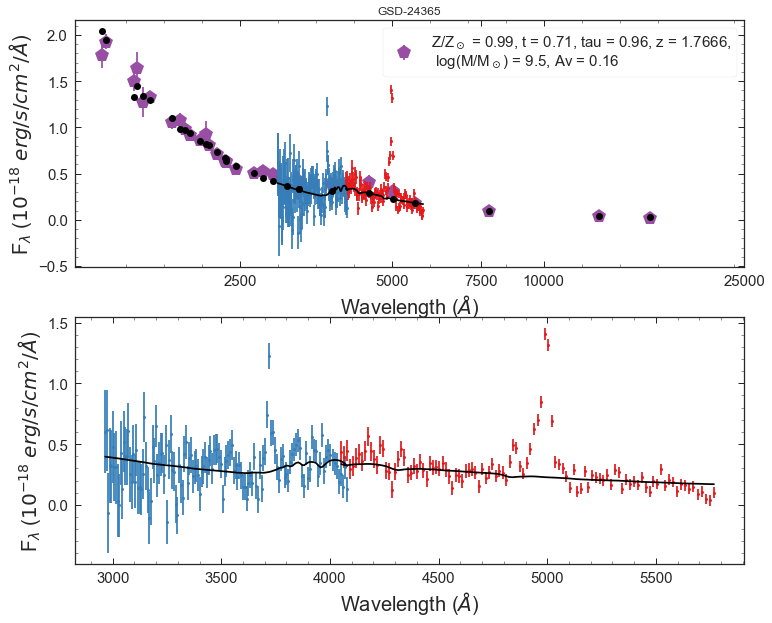 GSD-24365
Z/Z⊙ = 0.99, t = 0.71, tau = 0.96, z = 1.7666,
log(M/M⊙) = 9.5, Av = 0.16
F_λ (10^-18 erg/s/cm^2/Å)
2.0
1.5
1.0
0.5
0.0
−0.5
2500 5000 7500 10000 25000
Wavelength (Å)
F_λ (10^-18 erg/s/cm^2/Å)
1.5
1.0
0.5
0.0
3000 3500 4000 4500 5000 5500
Wavelength (Å)